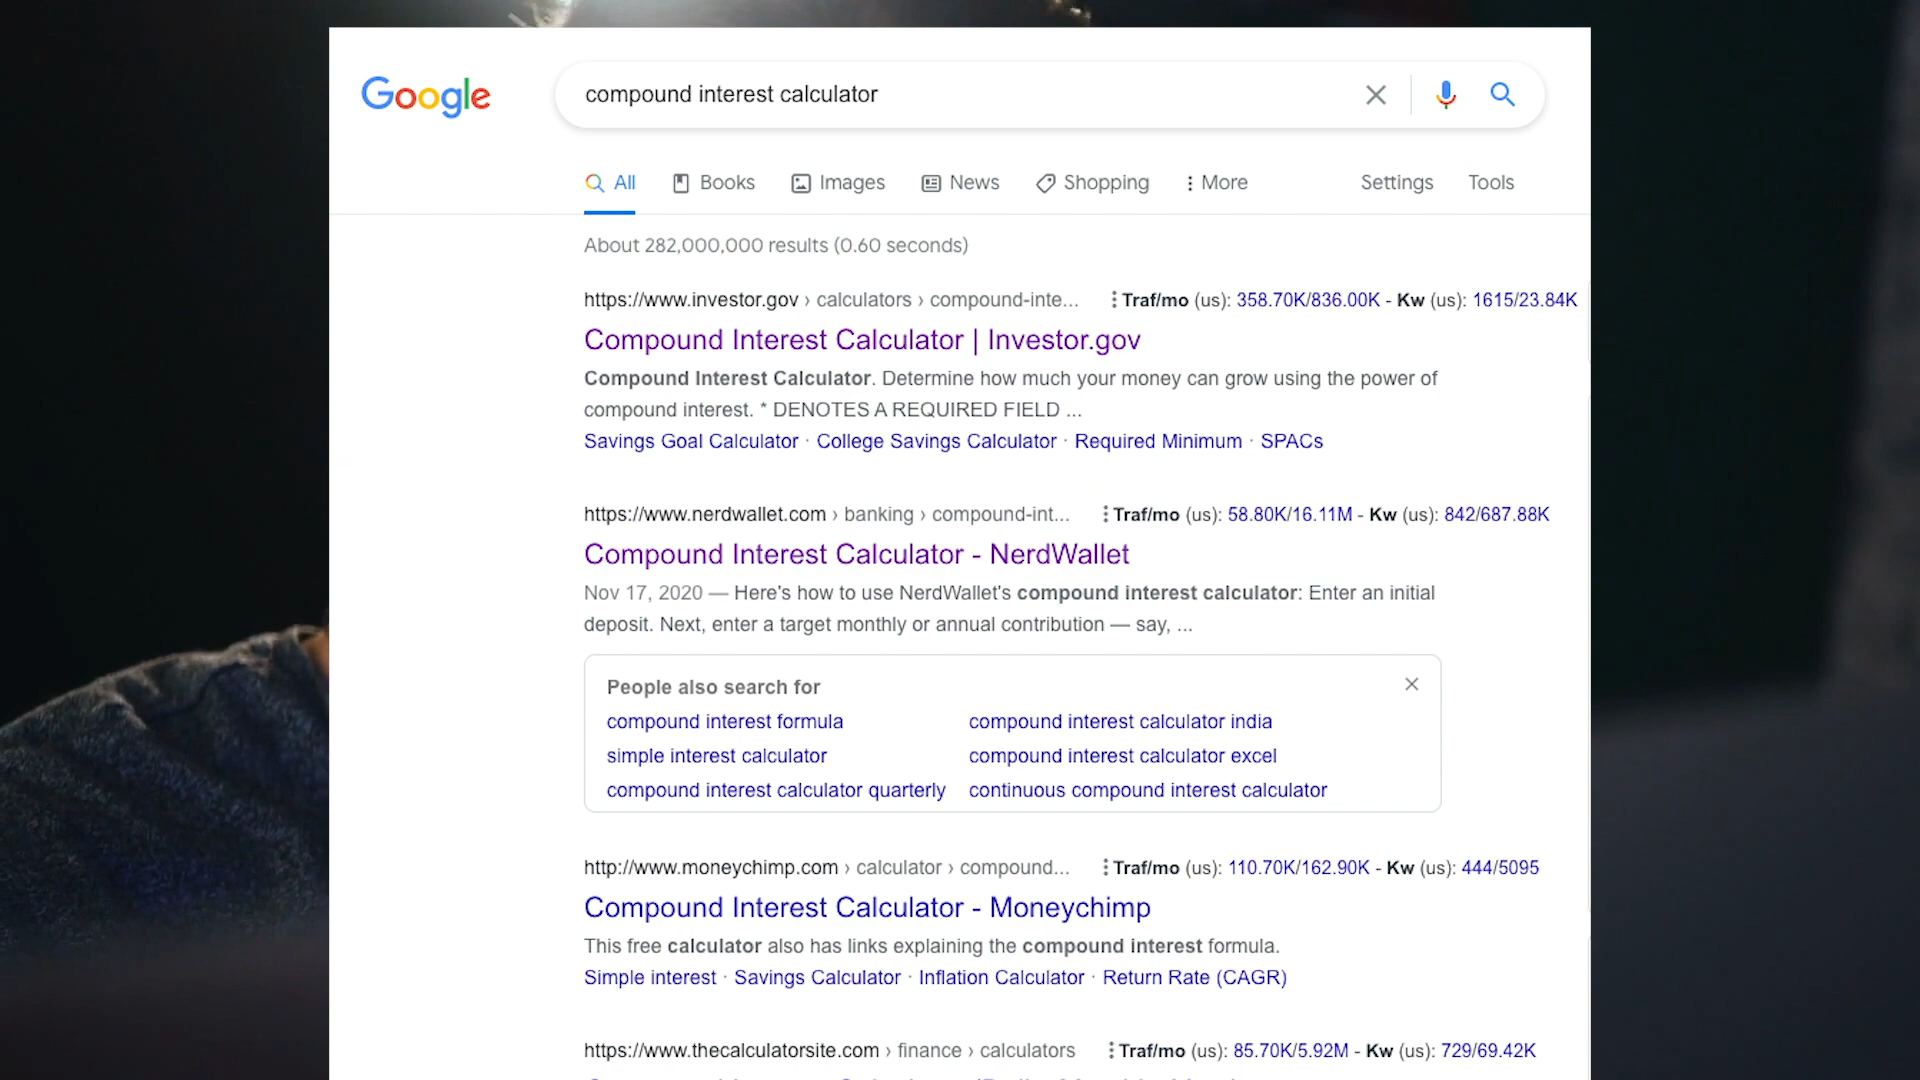 Google
compound interest calculator
All Books Images News Shopping More Settings Tools
About 282,000,000 results (0.60 seconds)
https://www.investor.gov › calculators › compound-inte... Traf/mo (us): 358.70K/836.00K - Kw (us): 1615/23.84K
Compound Interest Calculator | Investor.gov
Compound Interest Calculator. Determine how much your money can grow using the power of
compound interest. * DENOTES A REQUIRED FIELD ...
Savings Goal Calculator · College Savings Calculator · Required Minimum · SPACs
https://www.nerdwallet.com › banking › compound-int... Traf/mo (us): 58.80K/16.11M - Kw (us): 842/687.88K
Compound Interest Calculator - NerdWallet
Nov 17, 2020 — Here's how to use NerdWallet's compound interest calculator: Enter an initial
deposit. Next, enter a target monthly or annual contribution — say, ...
People also search for
compound interest formula compound interest calculator india
simple interest calculator compound interest calculator excel
compound interest calculator quarterly continuous compound interest calculator
http://www.moneychimp.com › calculator › compound... Traf/mo (us): 110.70K/162.90K - Kw (us): 444/5095
Compound Interest Calculator - Moneychimp
This free calculator also has links explaining the compound interest formula.
Simple interest · Savings Calculator · Inflation Calculator · Return Rate (CAGR)
https://www.thecalculatorsite.com › finance › calculators Traf/mo (us): 85.70K/5.92M - Kw (us): 729/69.42K